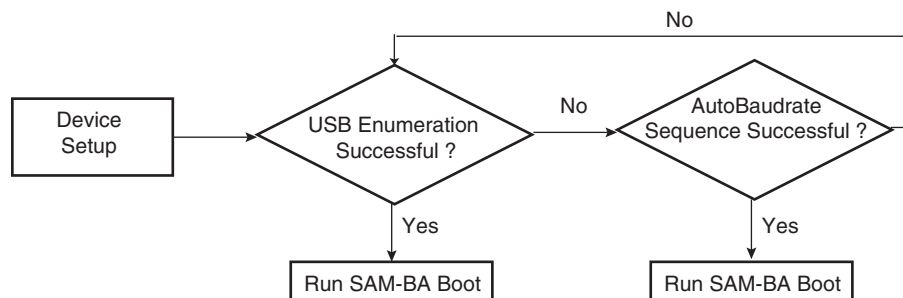 No
Device
Setup
USB Enumeration
Successful ?
No
AutoBaudrate
Sequence Successful ?
Yes
Yes
Run SAM-BA Boot
Run SAM-BA Boot